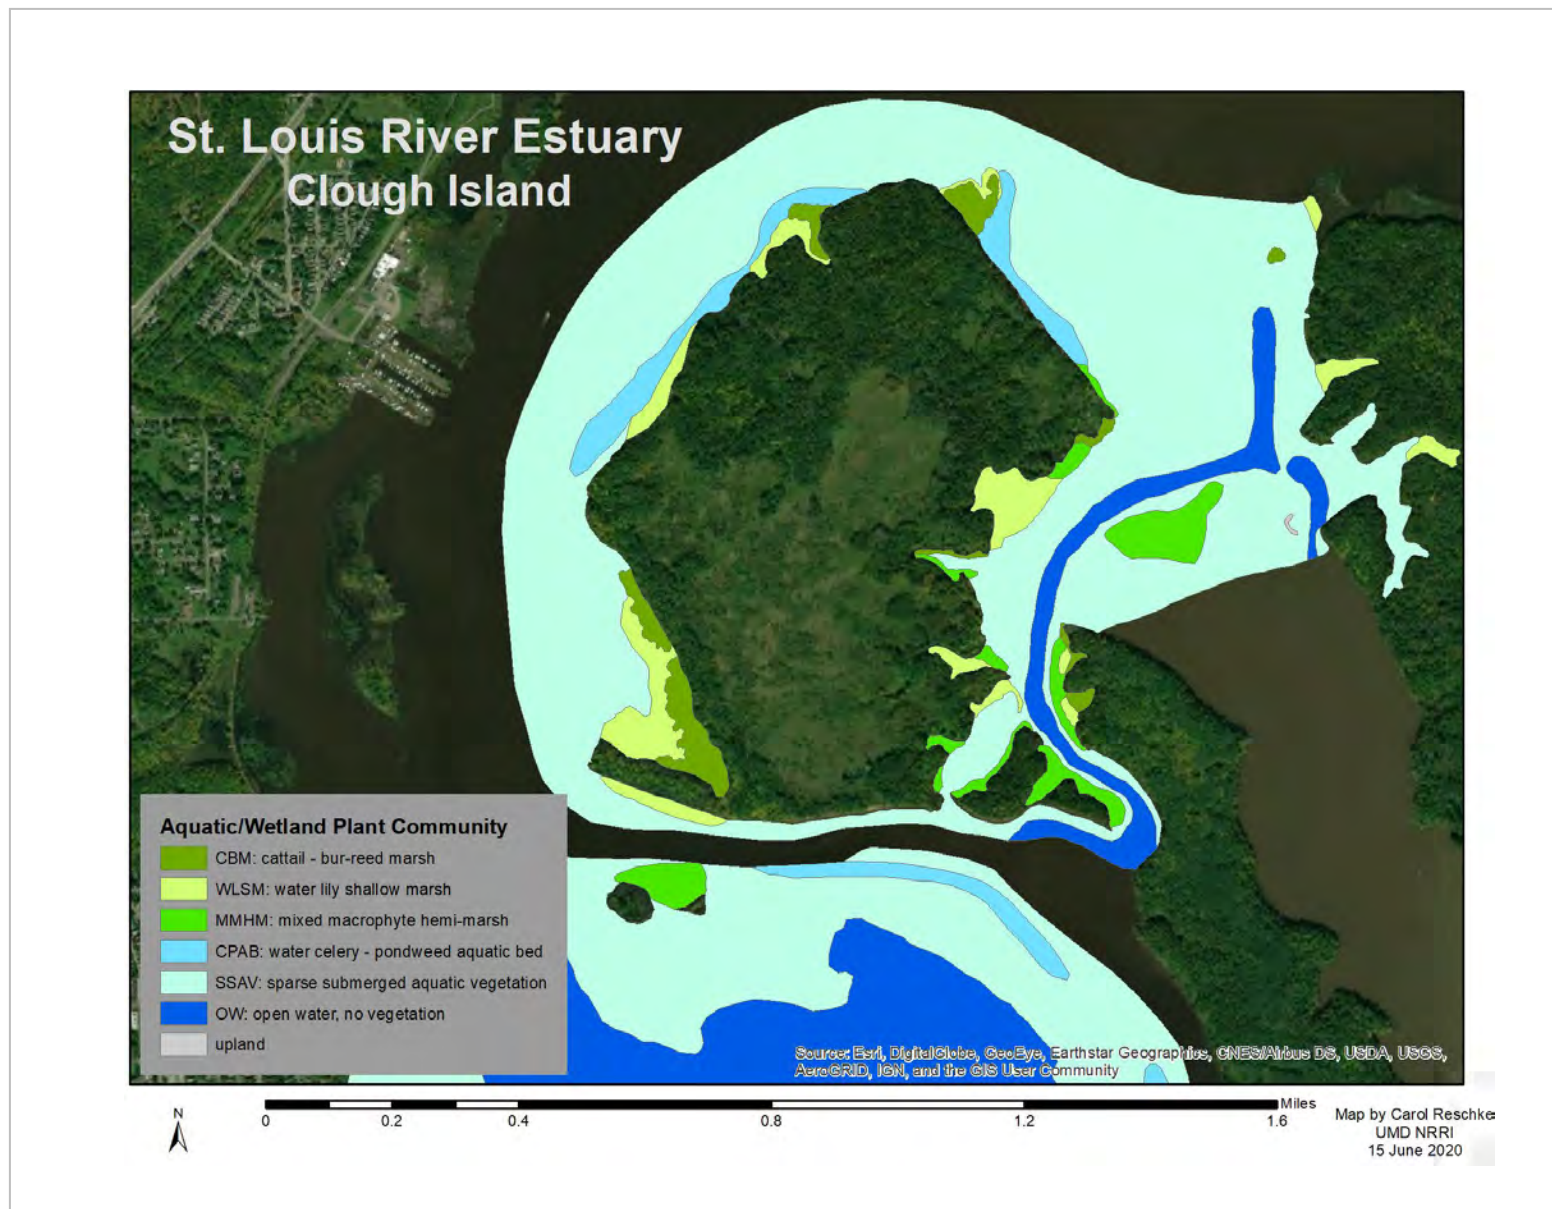 St. Louis River Estuary
Clough Island
Aquatic/Wetland Plant Community
CBM: cattail - bur-reed marsh
WLSM: water lily shallow marsh
MMHM: mixed macrophyte hemi-marsh
CPAB: water celery - pondweed aquatic bed
SSAV: sparse submerged aquatic vegetation
OW: open water, no vegetation
upland
Source: Esri, DigitalGlobe, GeoEye, Earthstar Geographics, CNES/Airbus DS, USDA, USGS,
AeroGRID, IGN, and the GIS User Community
N
0 0.2 0.4 0.8 1.2 1.6
Miles
Map by Carol Reschke
UMD NRRI
15 June 2020